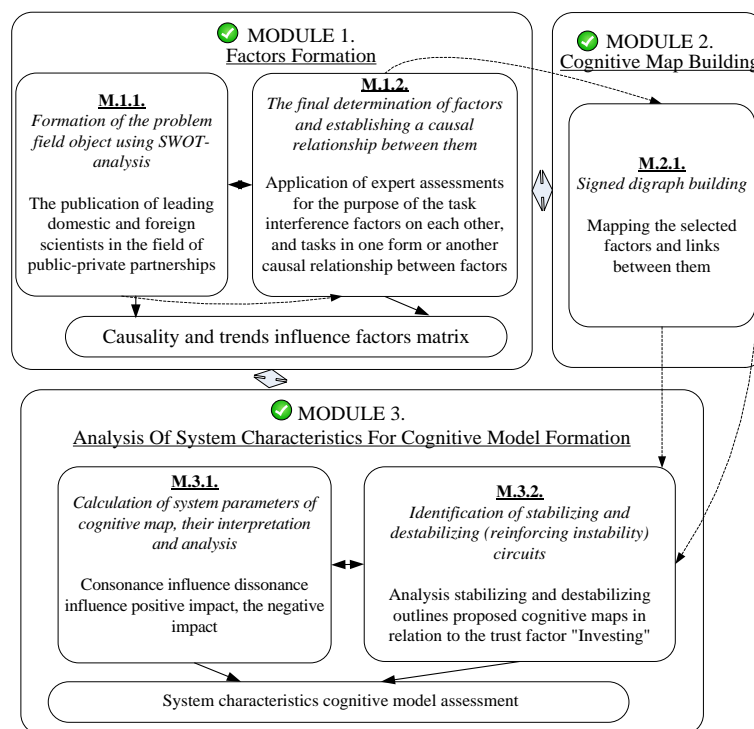 MODULE 1.
Factors Formation
M.1.1.
Formation of the problem
field object using SWOT-
analysis
The publication of leading
domestic and foreign
scientists in the field of
public-private partnerships
M.1.2.
The final determination of factors
and establishing a causal
relationship between them
Application of expert assessments
for the purpose of the task
interference factors on each other,
and tasks in one form or another
causal relationship between factors
Causality and trends influence factors matrix
MODULE 2.
Cognitive Map Building
M.2.1.
Signed digraph building
Mapping the selected
factors and links
between them
MODULE 3.
Analysis Of System Characteristics For Cognitive Model Formation
M.3.1.
Calculation of system parameters of
cognitive map, their interpretation
and analysis
Consonance influence dissonance
influence positive impact, the negative
impact
M.3.2.
Identification of stabilizing and
destabilizing (reinforcing instability)
circuits
Analysis stabilizing and destabilizing
outlines proposed cognitive maps in
relation to the trust factor "Investing"
System characteristics cognitive model assessment